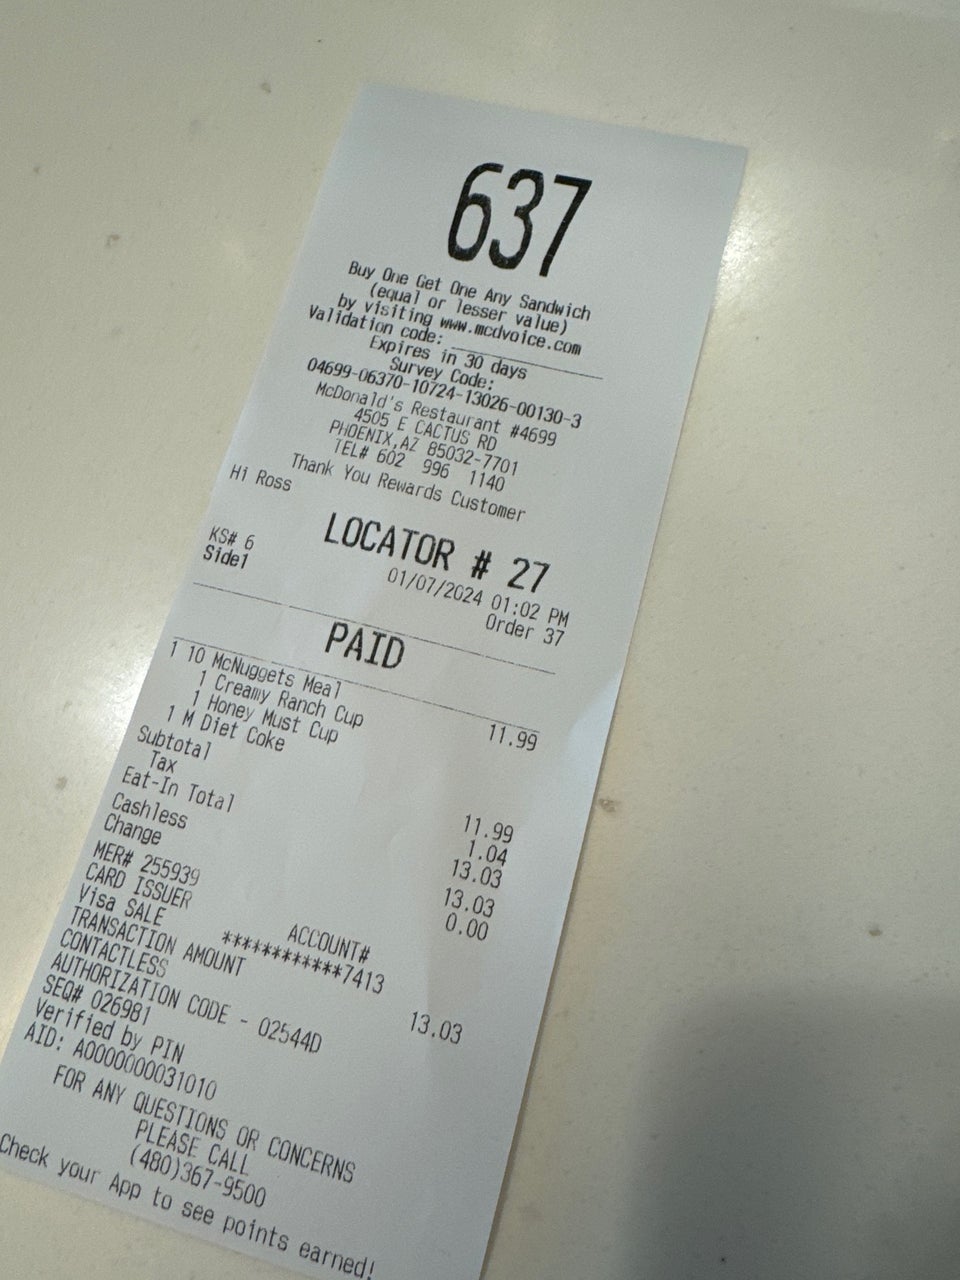 637
Buy One Get One Any Sandwich
(equal or lesser value)
by visiting www.mcdvoice.com
Validation code:
Expires in 30 days
Survey Code:
04699-06370-10724-13026-00130-3
McDonald's Restaurant #4699
4505 E CACTUS RD
PHOENIX,AZ 85032-7701
TEL# 602 996 1140
Thank You Rewards Customer
Hi Ross
LOCATOR # 27
KS# 6 01/07/2024 01:02 PM
Side1 Order 37
PAID
1 10 McNuggets Meal 11.99
1 Creamy Ranch Cup
1 Honey Must Cup
1 M Diet Coke
Subtotal 11.99
Tax 1.04
Eat-In Total 13.03
Cashless 13.03
Change 0.00
MER# 255939
CARD ISSUER ACCOUNT#
Visa SALE ************7413
TRANSACTION AMOUNT 13.03
CONTACTLESS
AUTHORIZATION CODE - 02544D
SEQ# 026981
Verified by PIN
AID: A0000000031010
FOR ANY QUESTIONS OR CONCERNS
PLEASE CALL
(480)367-9500
Check your App to see points earned!